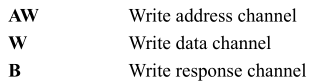 AW Write address channel
W Write data channel
B Write response channel